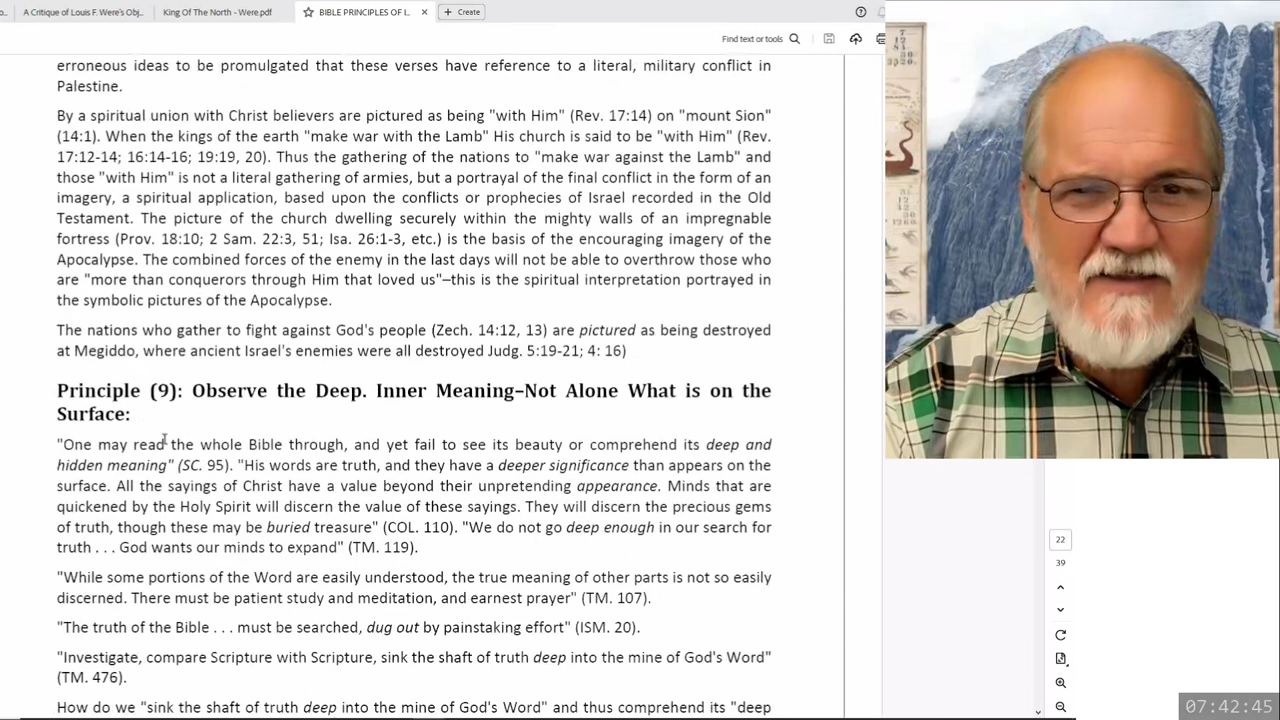 A Critique of Louis F. Were's Obj...
King Of The North - Were.pdf
BIBLE PRINCIPLES OF I...
Create
Find text or tools
erroneous ideas to be promulgated that these verses have reference to a literal, military conflict in
Palestine.
By a spiritual union with Christ believers are pictured as being "with Him" (Rev. 17:14) on "mount Sion"
(14:1). When the kings of the earth "make war with the Lamb" His church is said to be "with Him" (Rev.
17:12-14; 16:14-16; 19:19, 20). Thus the gathering of the nations to "make war against the Lamb" and
those "with Him" is not a literal gathering of armies, but a portrayal of the final conflict in the form of an
imagery, a spiritual application, based upon the conflicts or prophecies of Israel recorded in the Old
Testament. The picture of the church dwelling securely within the mighty walls of an impregnable
fortress (Prov. 18:10; 2 Sam. 22:3, 51; Isa. 26:1-3, etc.) is the basis of the encouraging imagery of the
Apocalypse. The combined forces of the enemy in the last days will not be able to overthrow those who
are "more than conquerors through Him that loved us"–this is the spiritual interpretation portrayed in
the symbolic pictures of the Apocalypse.
The nations who gather to fight against God's people (Zech. 14:12, 13) are pictured as being destroyed
at Megiddo, where ancient Israel's enemies were all destroyed Judg. 5:19-21; 4: 16)
Principle (9): Observe the Deep. Inner Meaning–Not Alone What is on the
Surface:
"One may read the whole Bible through, and yet fail to see its beauty or comprehend its deep and
hidden meaning" (SC. 95). "His words are truth, and they have a deeper significance than appears on the
surface. All the sayings of Christ have a value beyond their unpretending appearance. Minds that are
quickened by the Holy Spirit will discern the value of these sayings. They will discern the precious gems
of truth, though these may be buried treasure" (COL. 110). "We do not go deep enough in our search for
truth . . . God wants our minds to expand" (TM. 119).
"While some portions of the Word are easily understood, the true meaning of other parts is not so easily
discerned. There must be patient study and meditation, and earnest prayer" (TM. 107).
"The truth of the Bible . . . must be searched, dug out by painstaking effort" (ISM. 20).
"Investigate, compare Scripture with Scripture, sink the shaft of truth deep into the mine of God's Word"
(TM. 476).
How do we "sink the shaft of truth deep into the mine of God's Word" and thus comprehend its "deep
22
39
07:42:45